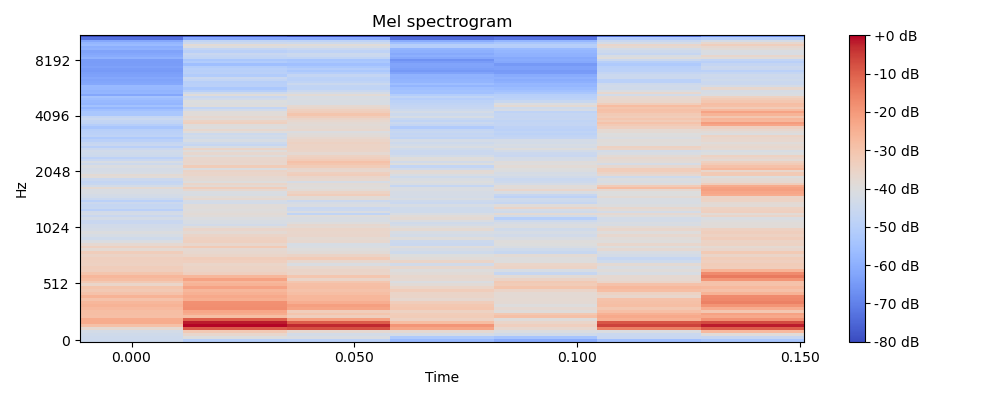 Mel spectrogram
Hz
8192
4096
2048
1024
512
0
0.000
0.050
0.100
0.150
Time
+0 dB
-10 dB
-20 dB
-30 dB
-40 dB
-50 dB
-60 dB
-70 dB
-80 dB